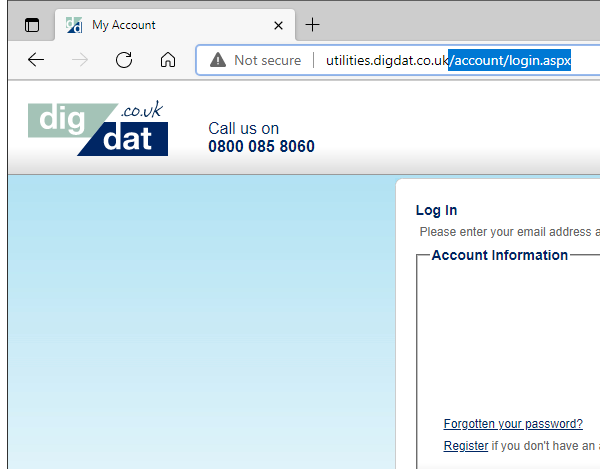 My Account
Not secure
utilities.digdat.co.uk/account/login.aspx
dig
.co.uk
dat
Call us on
0800 085 8060
Log In
Please enter your email address a
Account Information
Forgotten your password?
Register if you don't have an a